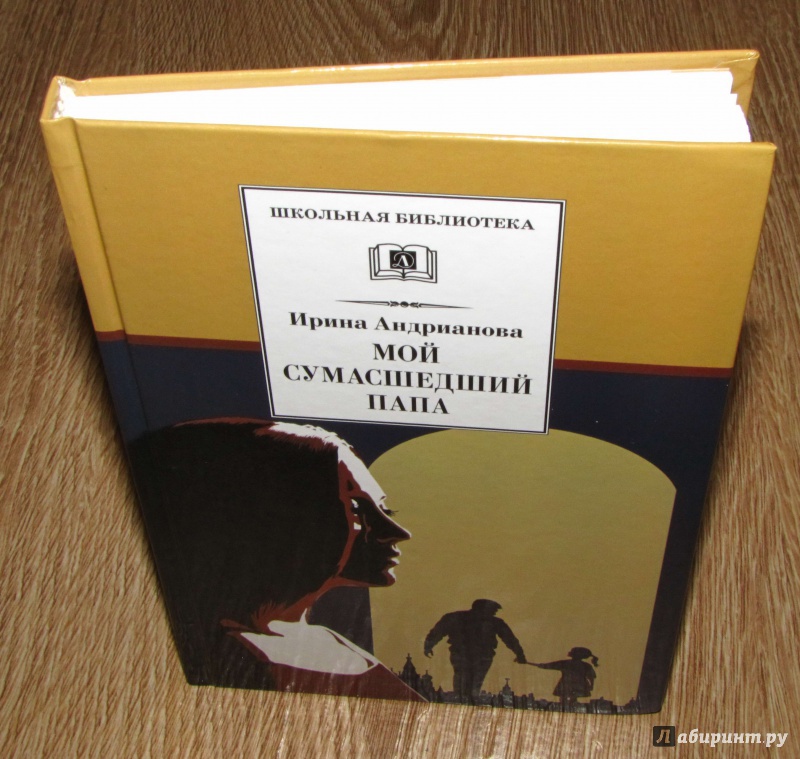 ШКОЛЬНАЯ БИБЛИОТЕКА
Д
Ирина Андрианова
МОЙ
СУМАСШЕДШИЙ
ПАПА
Лабиринт.ру